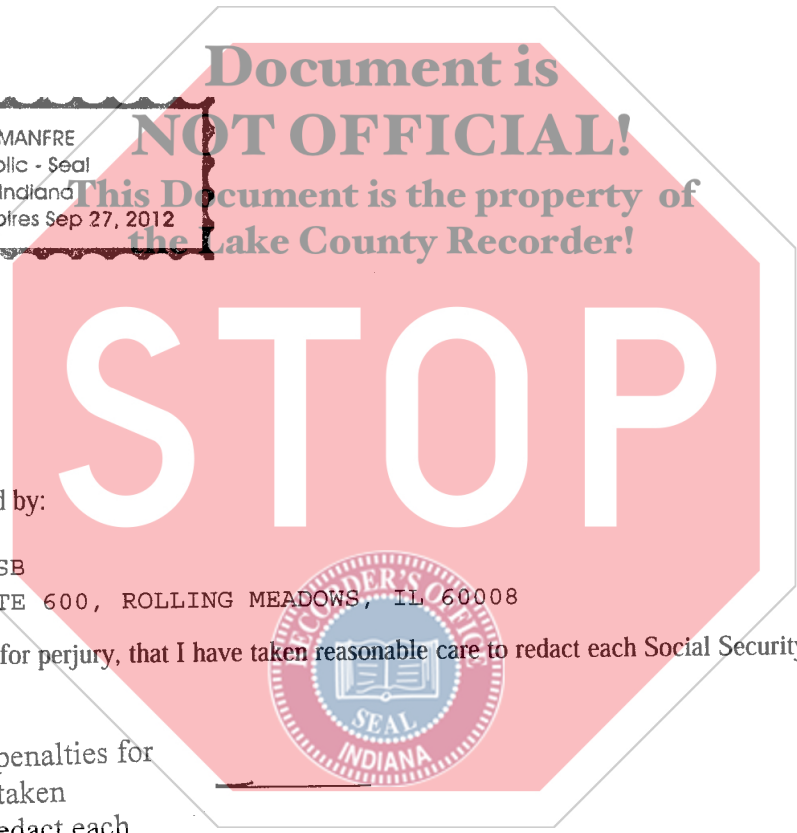 Document is
NOT OFFICIAL!
MANFRE
blic - Seal
Indiana
This Document is the property of
pires Sep 27, 2012
the Lake County Recorder!
STOP
d by:
SB
TE 600, ROLLING MEADOWS, IL 60008
for perjury, that I have taken reasonable care to redact each Social Security
RECORDER'S OFFICE
SEAL
INDIANA
penalties for
taken
edact each